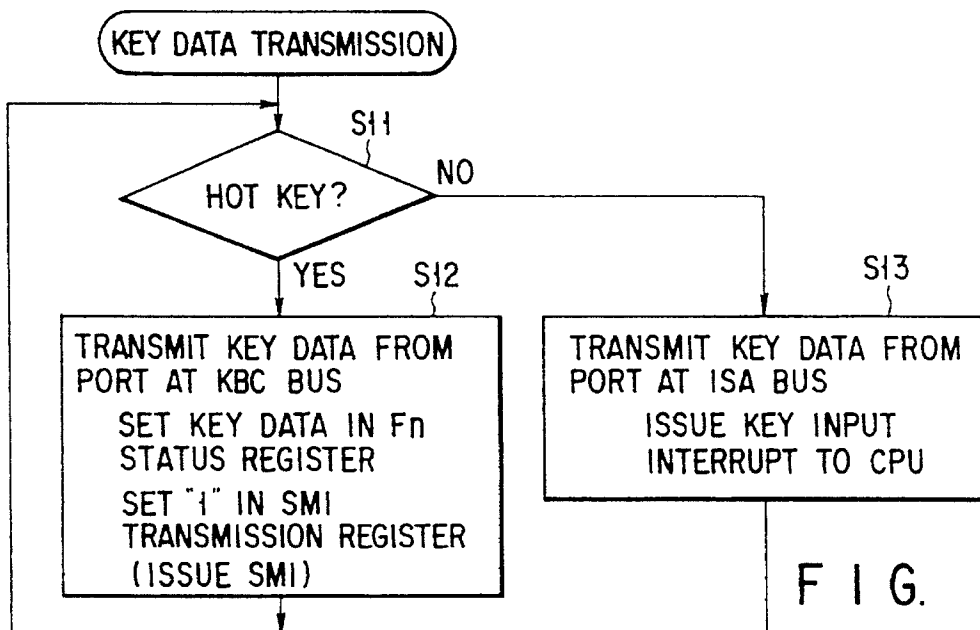 KEY DATA TRANSMISSION
S11
HOT KEY?
NO
YES
S12
TRANSMIT KEY DATA FROM
PORT AT KBC BUS
SET KEY DATA IN Fn
STATUS REGISTER
SET "1" IN SMI
TRANSMISSION REGISTER
(ISSUE SMI)
S13
TRANSMIT KEY DATA FROM
PORT AT ISA BUS
ISSUE KEY INPUT
INTERRUPT TO CPU
FIG.